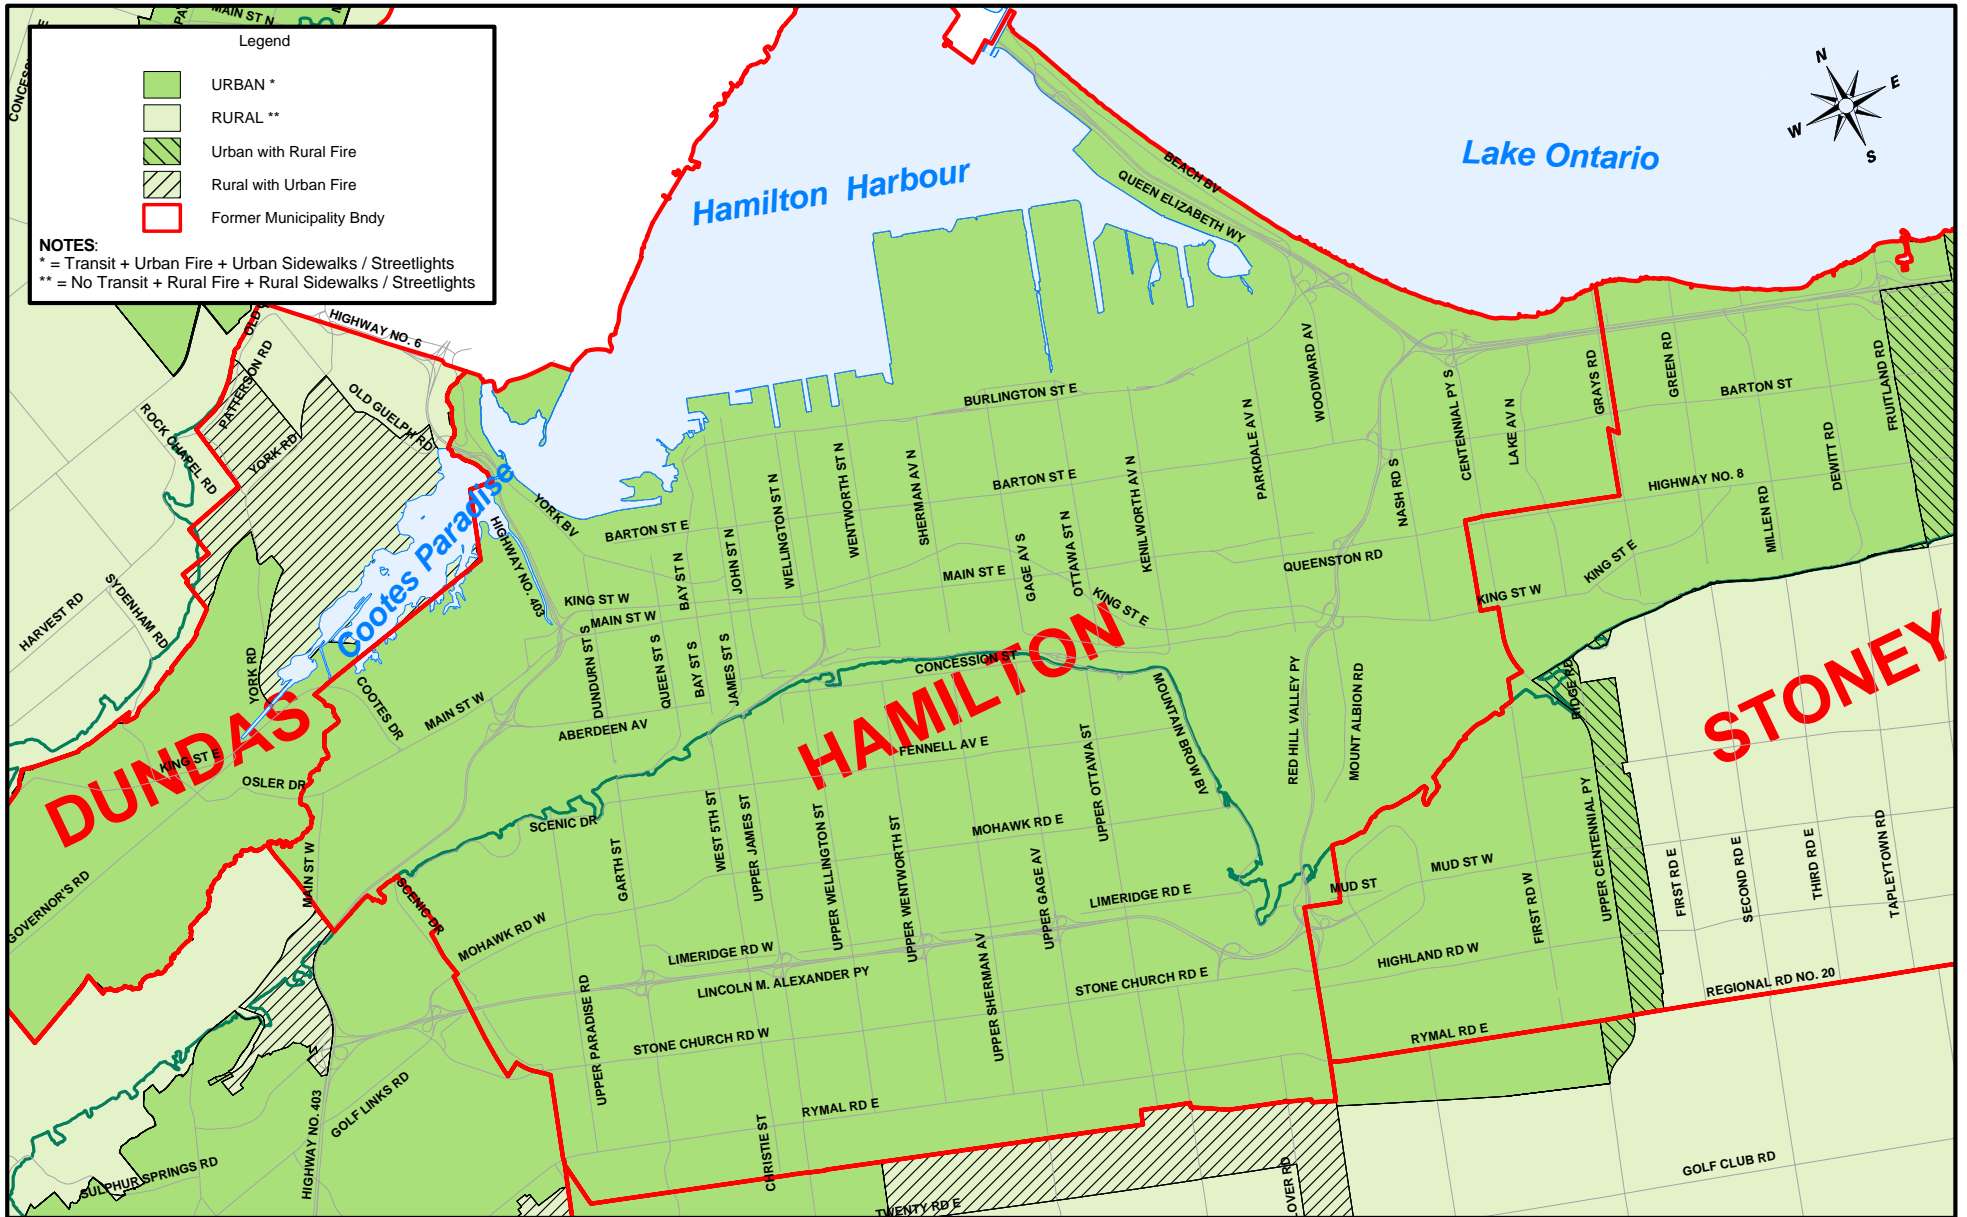 MAIN ST N
PAT
M
CONCESS
E
Legend
URBAN *
RURAL **
Urban with Rural Fire
Rural with Urban Fire
Former Municipality Bndy
NOTES:
* = Transit + Urban Fire + Urban Sidewalks / Streetlights
** = No Transit + Rural Fire + Rural Sidewalks / Streetlights
N
E
W
S
Lake Ontario
Hamilton Harbour
Cootes Paradise
BEACH BV
QUEEN ELIZABETH WY
HIGHWAY NO. 6
OLD
PATTERSON RD
OLD GUELPH RD
ROCK CHAPEL RD
YORK RD
HARVEST RD
SYDENHAM RD
YORK RD
YORK BV
HIGHWAY NO. 403
BURLINGTON ST E
WOODWARD AV
PARKDALE AV N
NASH RD S
CENTENNIAL PY S
LAKE AV N
GRAYS RD
GREEN RD
BARTON ST
FRUITLAND RD
DEWITT RD
HIGHWAY NO. 8
MILLEN RD
KING ST E
KING ST W
QUEENSTON RD
BARTON ST E
BARTON ST E
BAY ST N
JOHN ST N
WELLINGTON ST N
WENTWORTH ST N
SHERMAN AV N
GAGE AV S
OTTAWA ST N
KENILWORTH AV N
MAIN ST E
KING ST E
KING ST W
MAIN ST W
DUNDURN ST S
QUEEN ST S
BAY ST S
JAMES ST S
ABERDEEN AV
MAIN ST W
COOTES DR
KING ST E
OSLER DR
DUNDAS
HAMILTON
STONEY
CONCESSION ST
FENNELL AV E
MOUNTAIN BROW BV
UPPER OTTAWA ST
RED HILL VALLEY PY
MOUNT ALBION RD
RIDGE RD
UPPER CENTENNIAL PY
FIRST RD E
SECOND RD E
THIRD RD E
TAPLEYTOWN RD
GOVERNOR'S RD
MAIN ST W
SCENIC DR
SCENIC DR
GARTH ST
WEST 5TH ST
UPPER JAMES ST
UPPER WELLINGTON ST
UPPER WENTWORTH ST
MOHAWK RD E
UPPER GAGE AV
LIMERIDGE RD E
MUD ST
MUD ST W
FIRST RD W
HIGHLAND RD W
MOHAWK RD W
LIMERIDGE RD W
LINCOLN M. ALEXANDER PY
UPPER PARADISE RD
UPPER SHERMAN AV
STONE CHURCH RD E
STONE CHURCH RD W
REGIONAL RD NO. 20
RYMAL RD E
RYMAL RD E
CHRISTIE ST
GOLF LINKS RD
HIGHWAY NO. 403
SULPHUR SPRINGS RD
TWENTY RD E
LOVER RD
GOLF CLUB RD